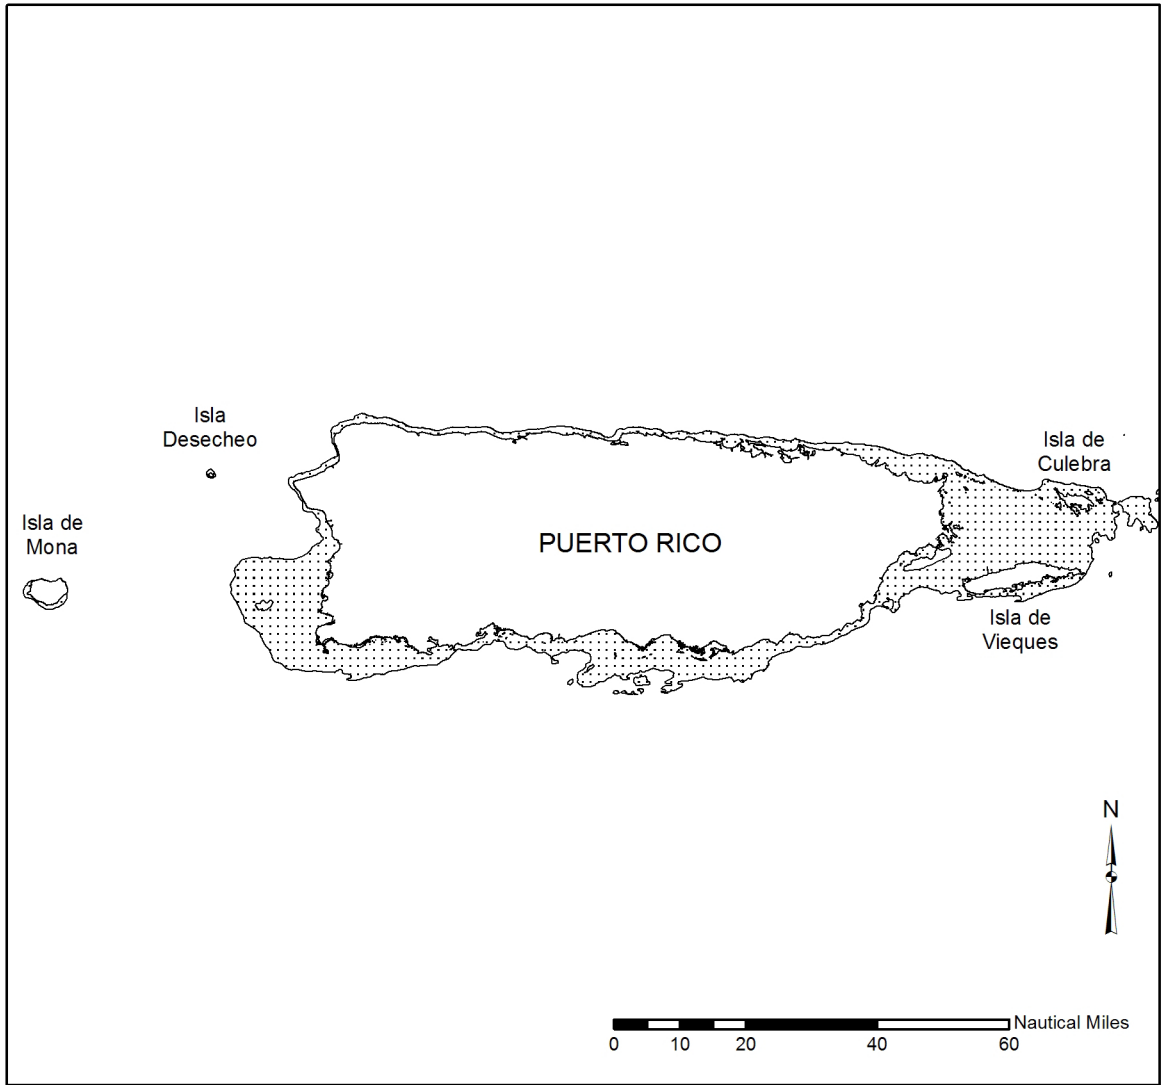 Isla
Desecheo
Isla de
Culebra
Isla de
Mona
PUERTO RICO
Isla de
Vieques
N
Nautical Miles
0 10 20 40 60